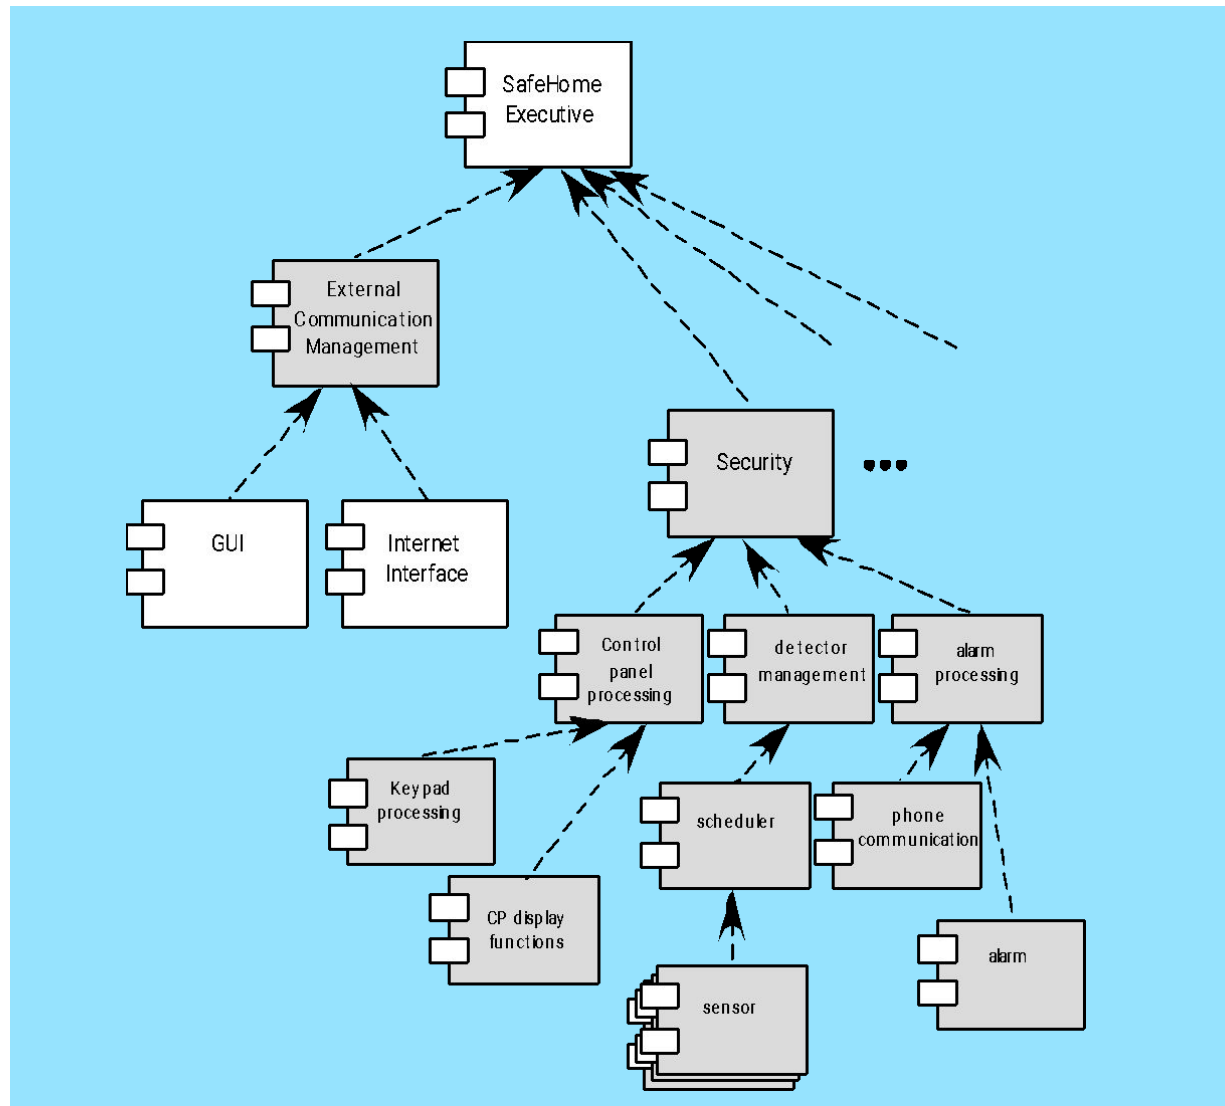 SafeHome
Executive
External
Communication
Management
Security
GUI
Internet
Interface
Control
panel
processing
detector
management
alarm
processing
Keypad
processing
scheduler
phone
communication
CP display
functions
alarm
sensor